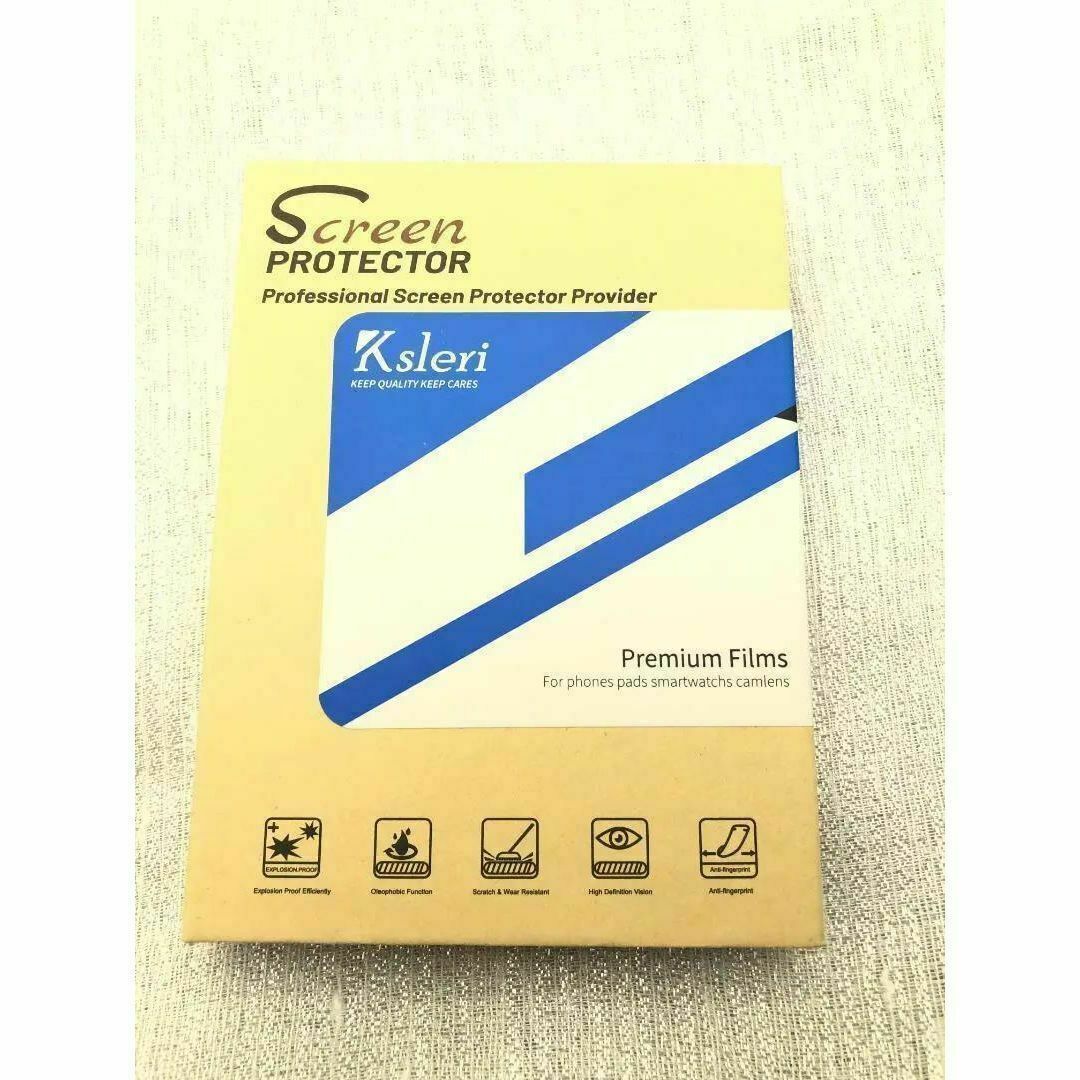 Screen
PROTECTOR
Professional Screen Protector Provider
Ksleri
KEEP QUALITY KEEP CARES
Premium Films
For phones pads smartwatchs camlens
EXPLOSION.PROOF
Anti-fingerprint
Explosion Proof Efficiently
Oleophobic Function
Scratch & Wear Resistant
High Definition Vision
Anti-fingerprint